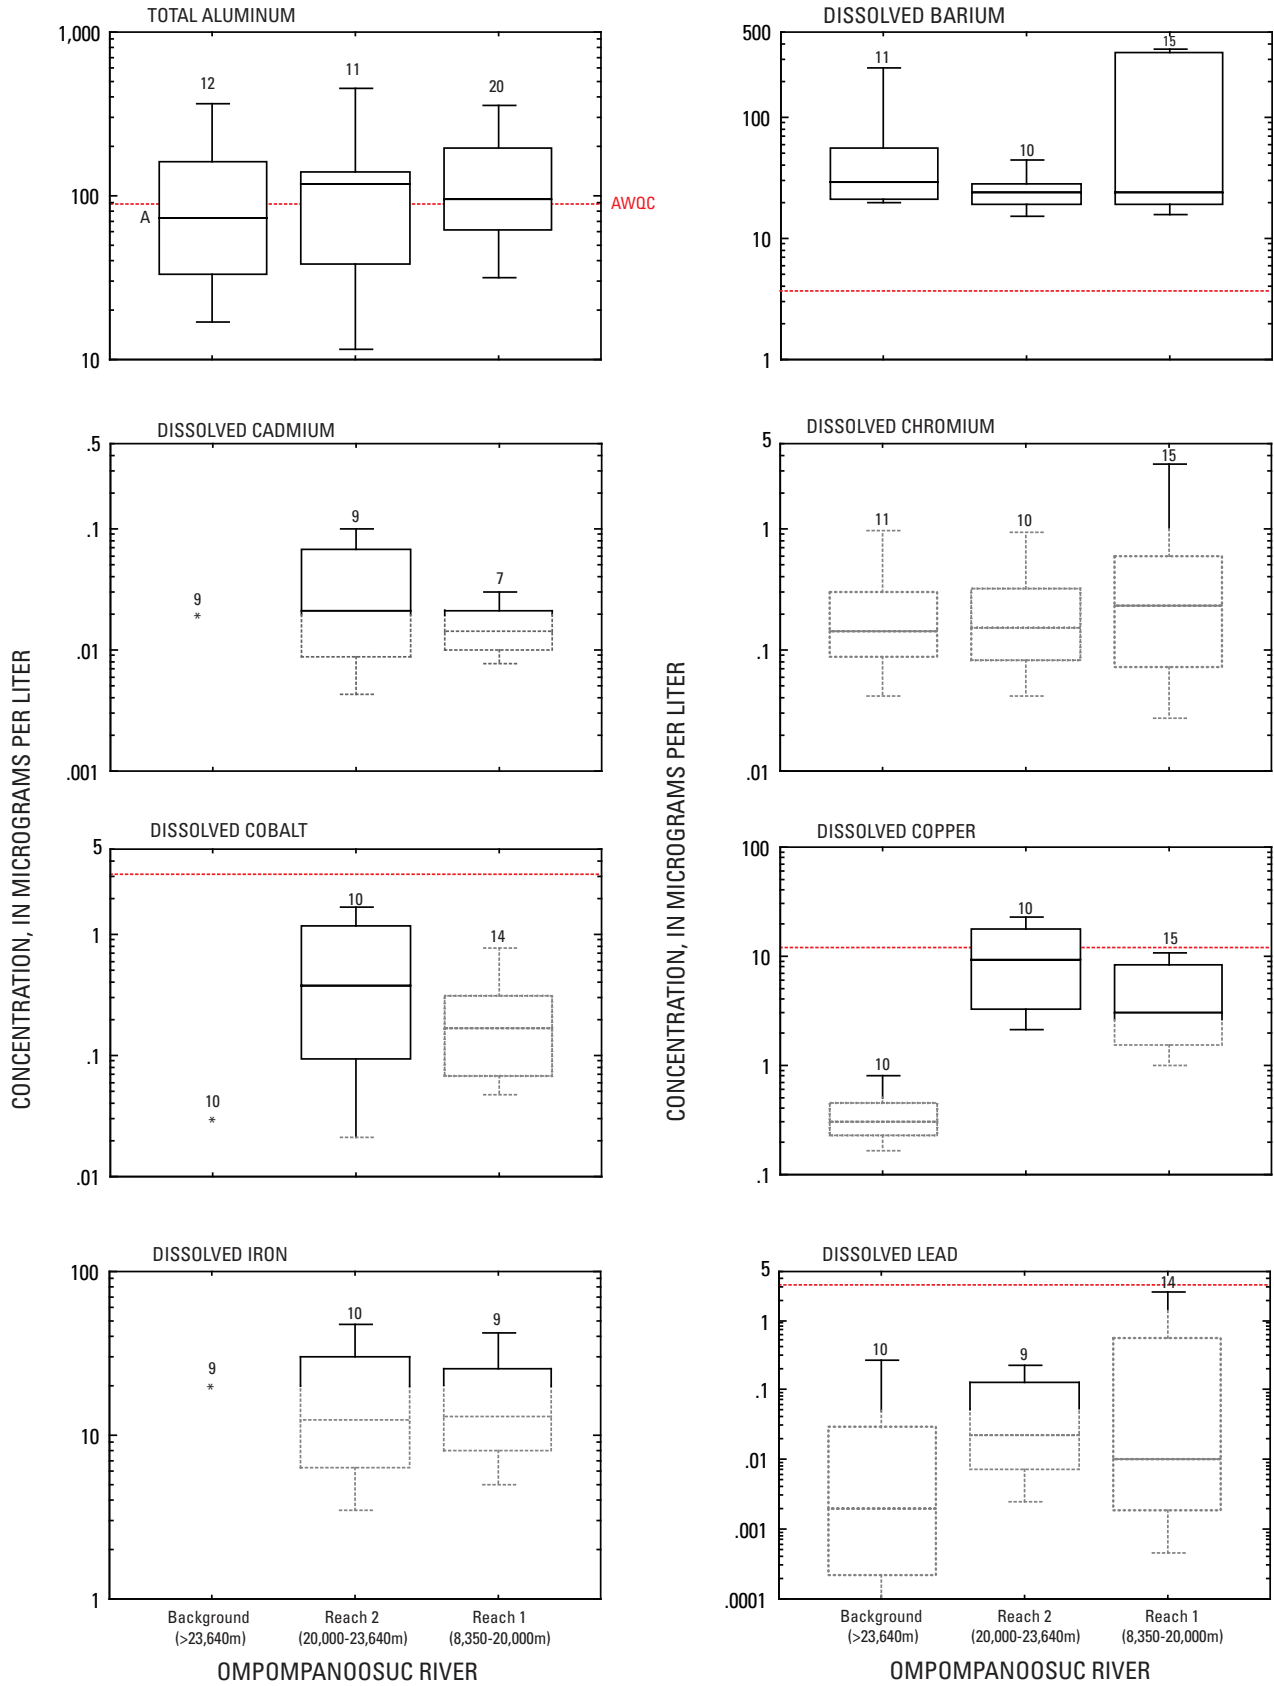 TOTAL ALUMINUM
1,000
100
10
12
11
20
A
AWQC
DISSOLVED BARIUM
500
100
10
1
11
10
15
DISSOLVED CADMIUM
.5
.1
.01
.001
9
*
9
7
DISSOLVED CHROMIUM
5
1
.1
.01
11
10
15
CONCENTRATION, IN MICROGRAMS PER LITER
CONCENTRATION, IN MICROGRAMS PER LITER
DISSOLVED COBALT
5
1
.1
.01
10
*
10
14
DISSOLVED COPPER
100
10
1
.1
10
10
15
DISSOLVED IRON
100
10
1
9
*
10
9
DISSOLVED LEAD
5
1
.1
.01
.001
.0001
10
9
14
Background
(>23,640m)
Reach 2
(20,000-23,640m)
Reach 1
(8,350-20,000m)
OMPOMPANOOSUC RIVER
Background
(>23,640m)
Reach 2
(20,000-23,640m)
Reach 1
(8,350-20,000m)
OMPOMPANOOSUC RIVER